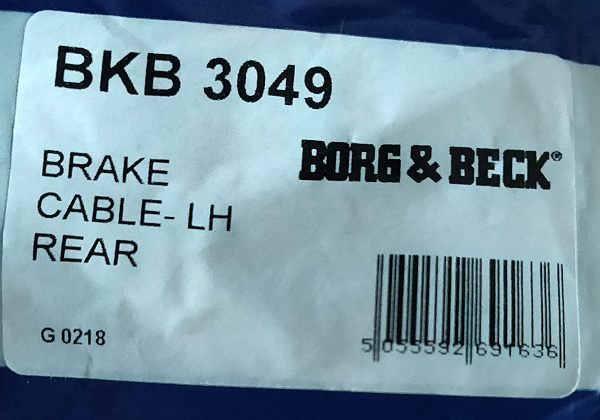 BKB 3049
BORG & BECK®
BRAKE
CABLE- LH
REAR
G 0218
5 055592 691636